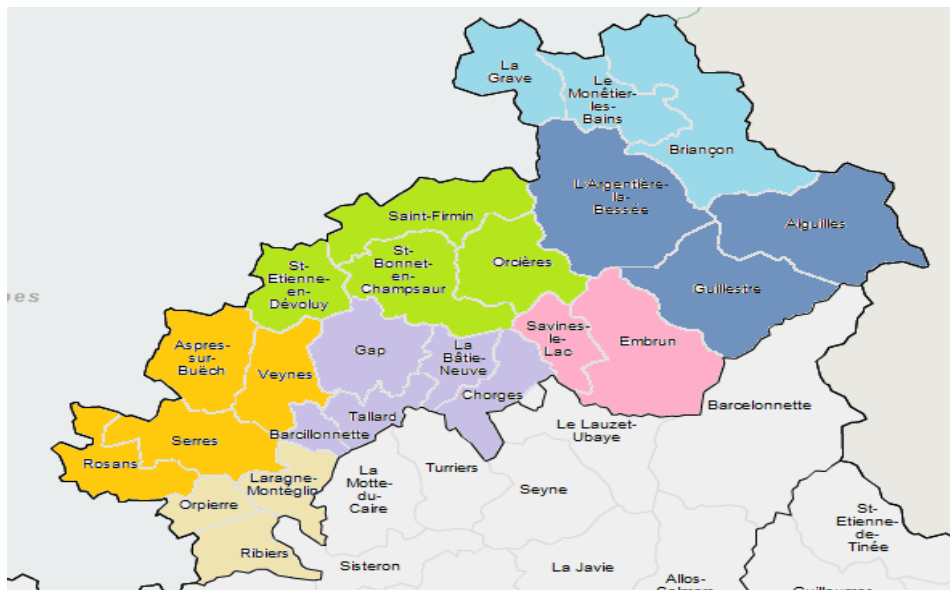 La
Grave
Le
Monêtier-
les-
Bains
Briançon
L'Argentière-
la-
Bessée
Aiguilles
Saint-Firmin
St-
Bonnet-
en-
Champsaur
Orcières
St-
Etienne-
en-
Dévoluy
Guillestre
pes
Aspres-
sur-
Buëch
Veynes
Gap
La
Bâtie-
Neuve
Savines-
le-
Lac
Embrun
Chorges
Tallard
Barcillonnette
Barcelonnette
Le Lauzet-
Ubaye
Serres
Rosans
Laragne-
Montéglin
Orpierre
Ribiers
La
Motte-
du-
Caire
Turriers
Seyne
St-
Etienne-
de-
Tinée
Sisteron
La Javie
Allos-
Colmars
Guillaumes